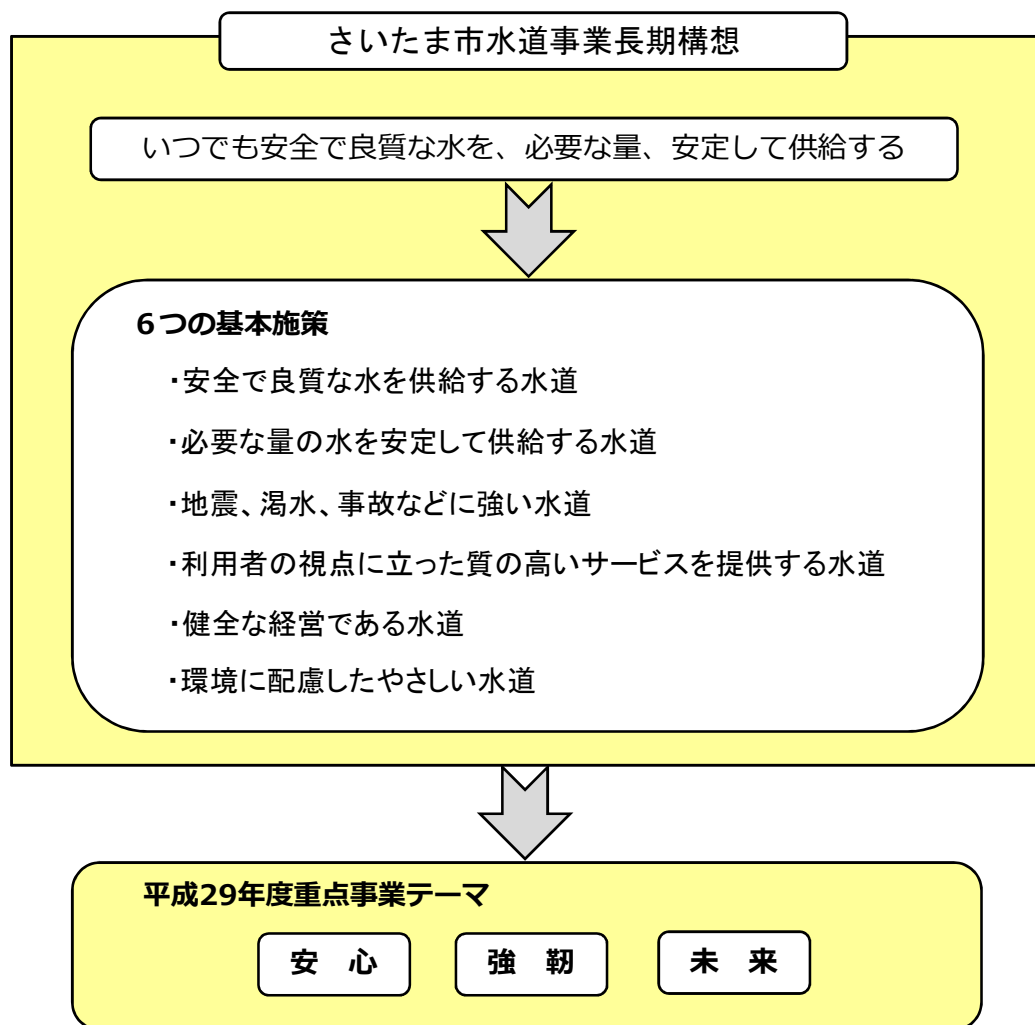 さいたま市水道事業長期構想
いつでも安全で良質な水を、必要な量、安定して供給する
6つの基本施策
・安全で良質な水を供給する水道
・必要な量の水を安定して供給する水道
・地震、渇水、事故などに強い水道
・利用者の視点に立った質の高いサービスを提供する水道
・健全な経営である水道
・環境に配慮したやさしい水道
平成29年度重点事業テーマ
安 心
強 靭
未 来